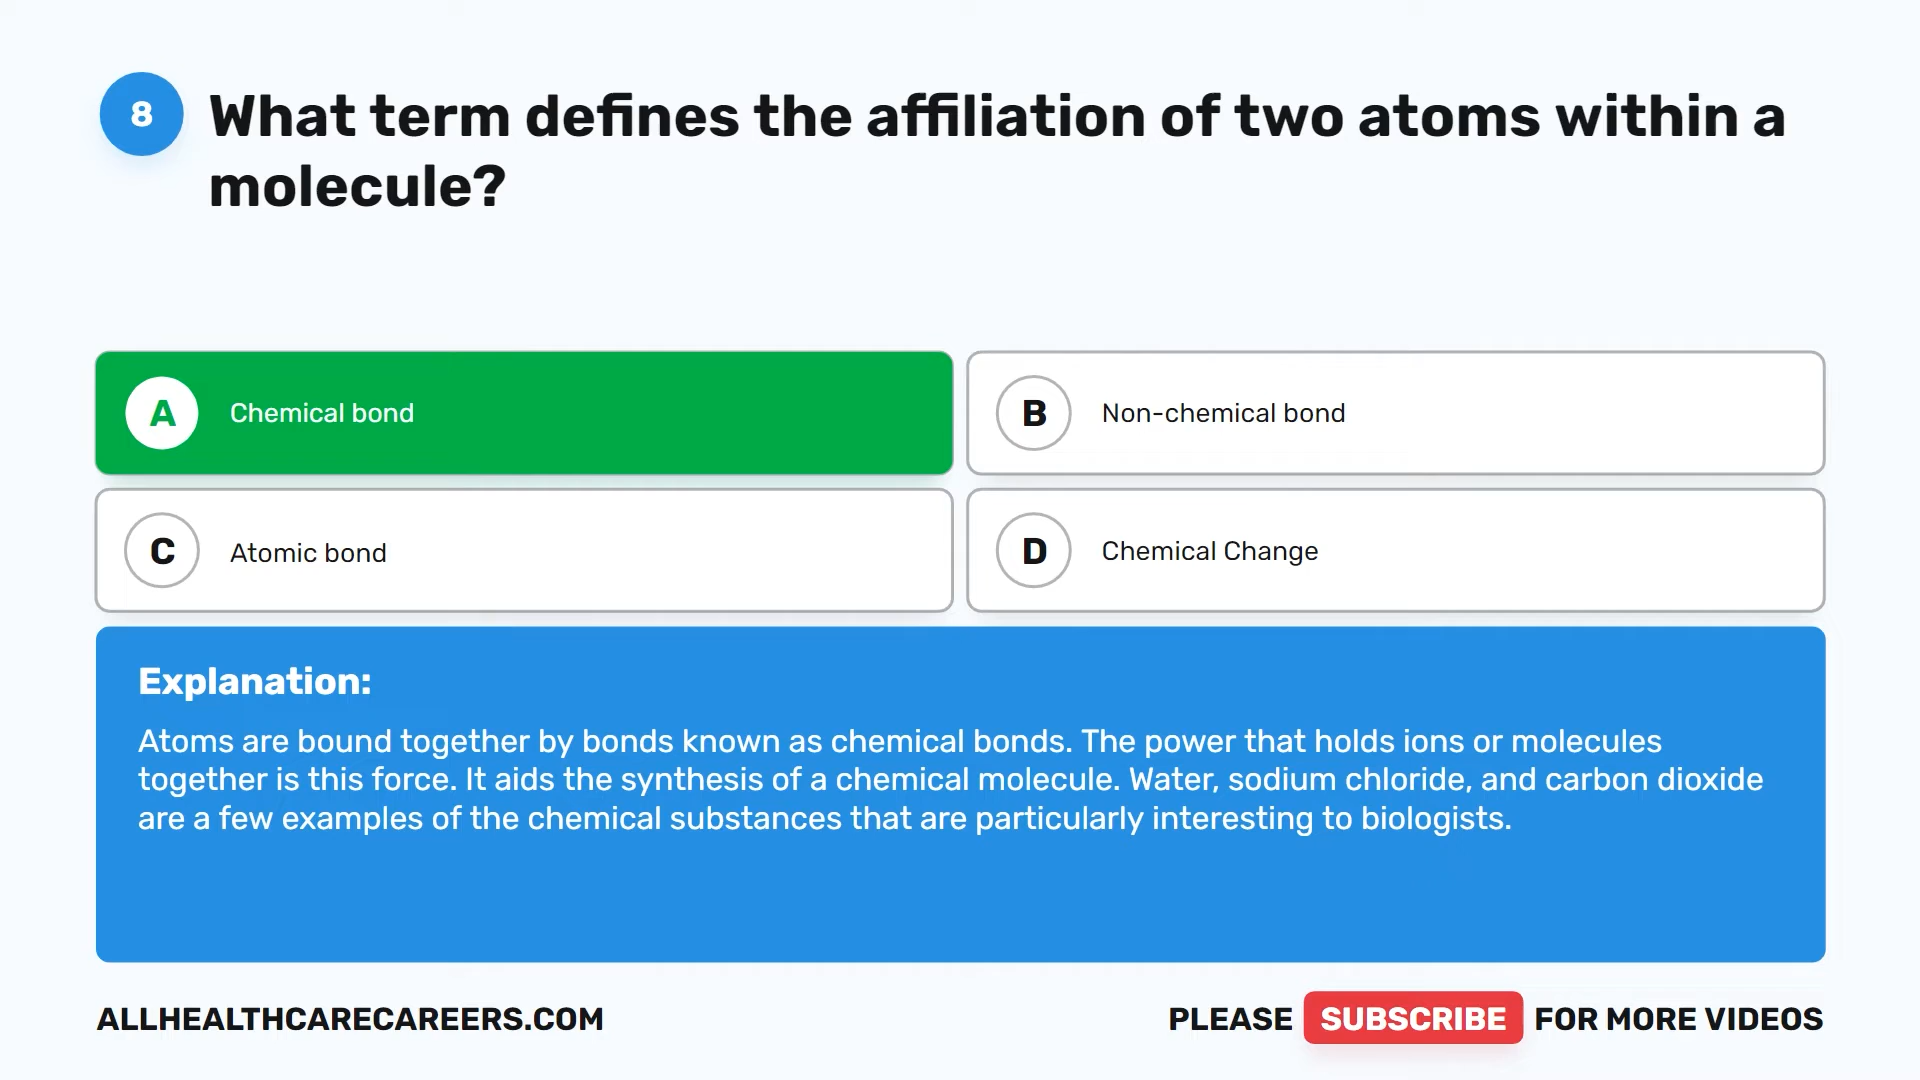 8
What term defines the affiliation of two atoms within a
molecule?
A Chemical bond
B Non-chemical bond
C Atomic bond
D Chemical Change
Explanation:
Atoms are bound together by bonds known as chemical bonds. The power that holds ions or molecules
together is this force. It aids the synthesis of a chemical molecule. Water, sodium chloride, and carbon dioxide
are a few examples of the chemical substances that are particularly interesting to biologists.
ALLHEALTHCARECAREERS.COM
PLEASE SUBSCRIBE FOR MORE VIDEOS